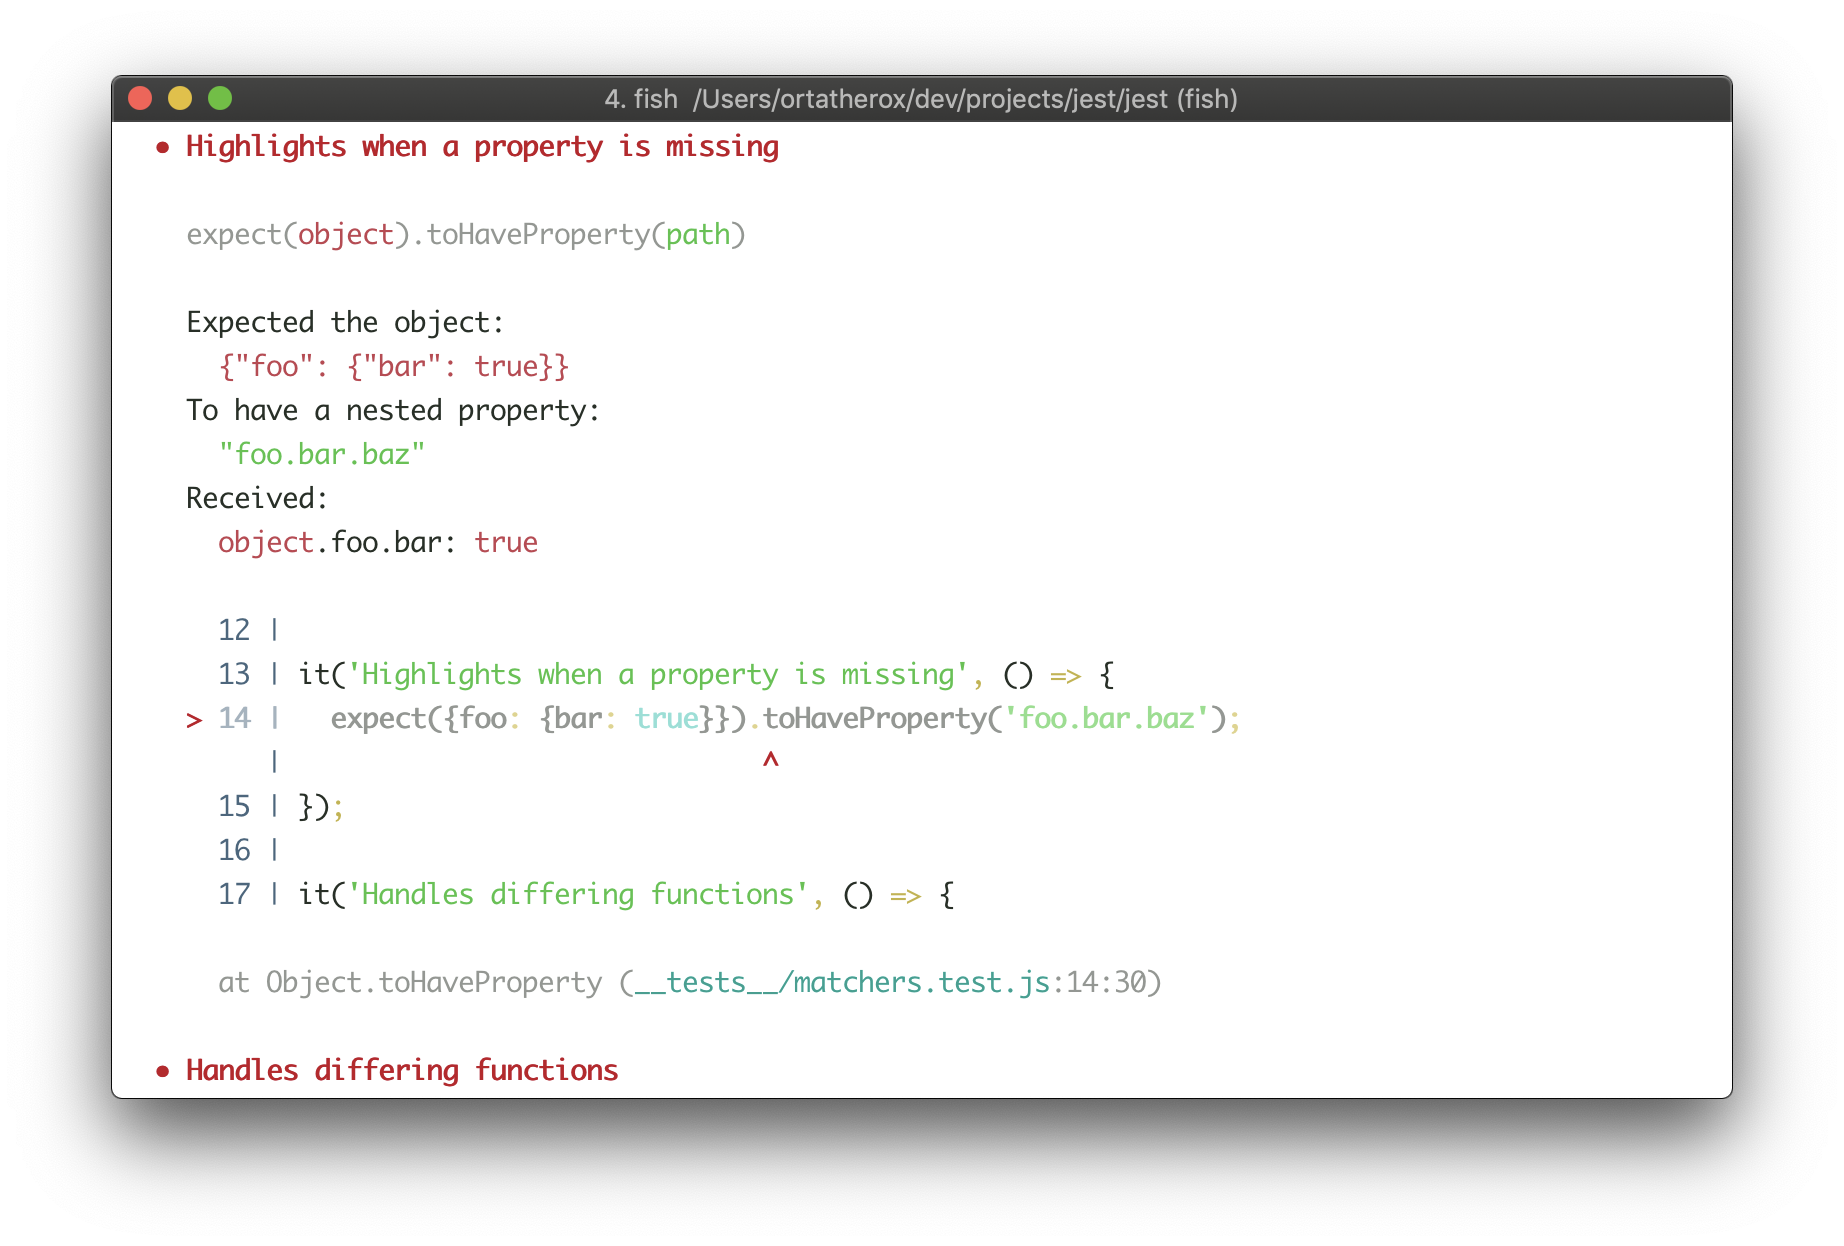 4. fish  /Users/ortatherox/dev/projects/jest/jest (fish)
• Highlights when a property is missing
expect(object).toHaveProperty(path)
Expected the object:
{"foo": {"bar": true}}
To have a nested property:
"foo.bar.baz"
Received:
object.foo.bar: true
12 |
13 | it('Highlights when a property is missing', () => {
> 14 |   expect({foo: {bar: true}}).toHaveProperty('foo.bar.baz');
| ^
15 | });
16 |
17 | it('Handles differing functions', () => {
at Object.toHaveProperty (__tests__/matchers.test.js:14:30)
• Handles differing functions